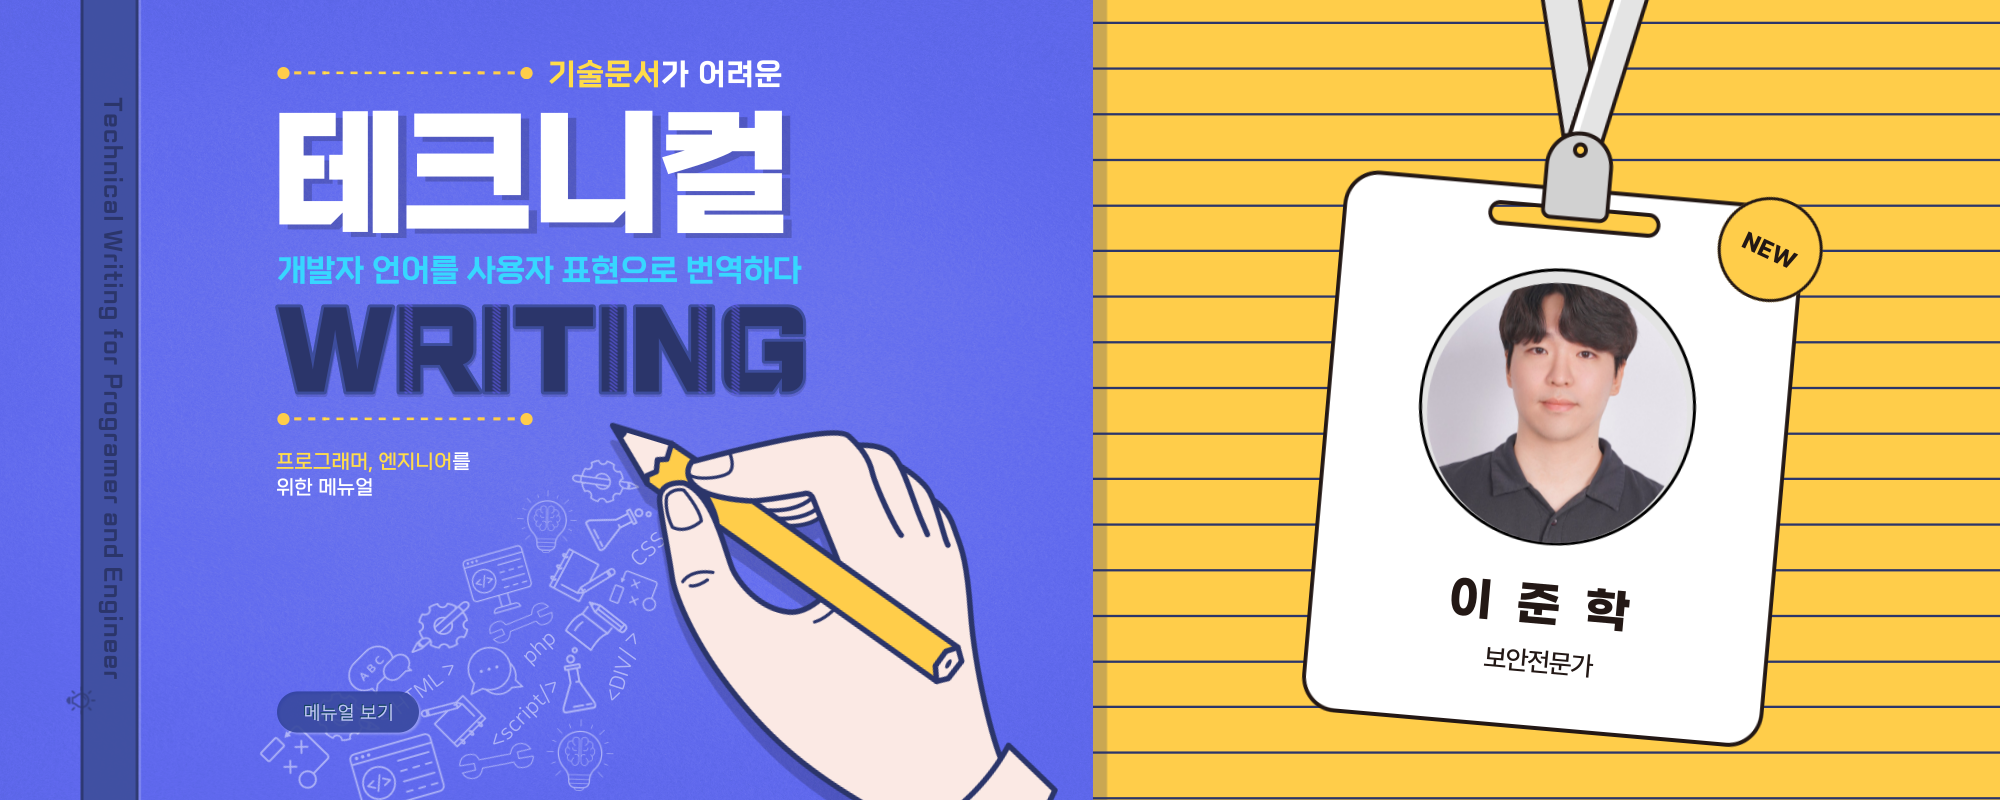 Technical Writing for Programer and Engineer
기술문서가 어려운
테크니컬
개발자 언어를 사용자 표현으로 번역하다
WRITING
프로그래머, 엔지니어를
위한 메뉴얼
CSS
</>
php
ABC
TML >
<DIV/>
<script/>
</>
메뉴얼 보기
NEW
이 준 학
보안전문가